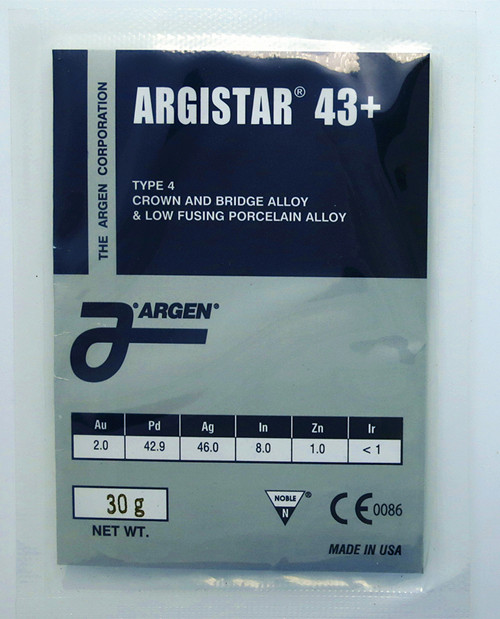 THE ARGEN CORPORATION
ARGISTAR® 43+
TYPE 4
CROWN AND BRIDGE ALLOY
& LOW FUSING PORCELAIN ALLOY
®ARGEN®
Au Pd Ag In Zn Ir
2.0 42.9 46.0 8.0 1.0 < 1
30 g
NET WT.
NOBLE ®
N
CE 0086
MADE IN USA